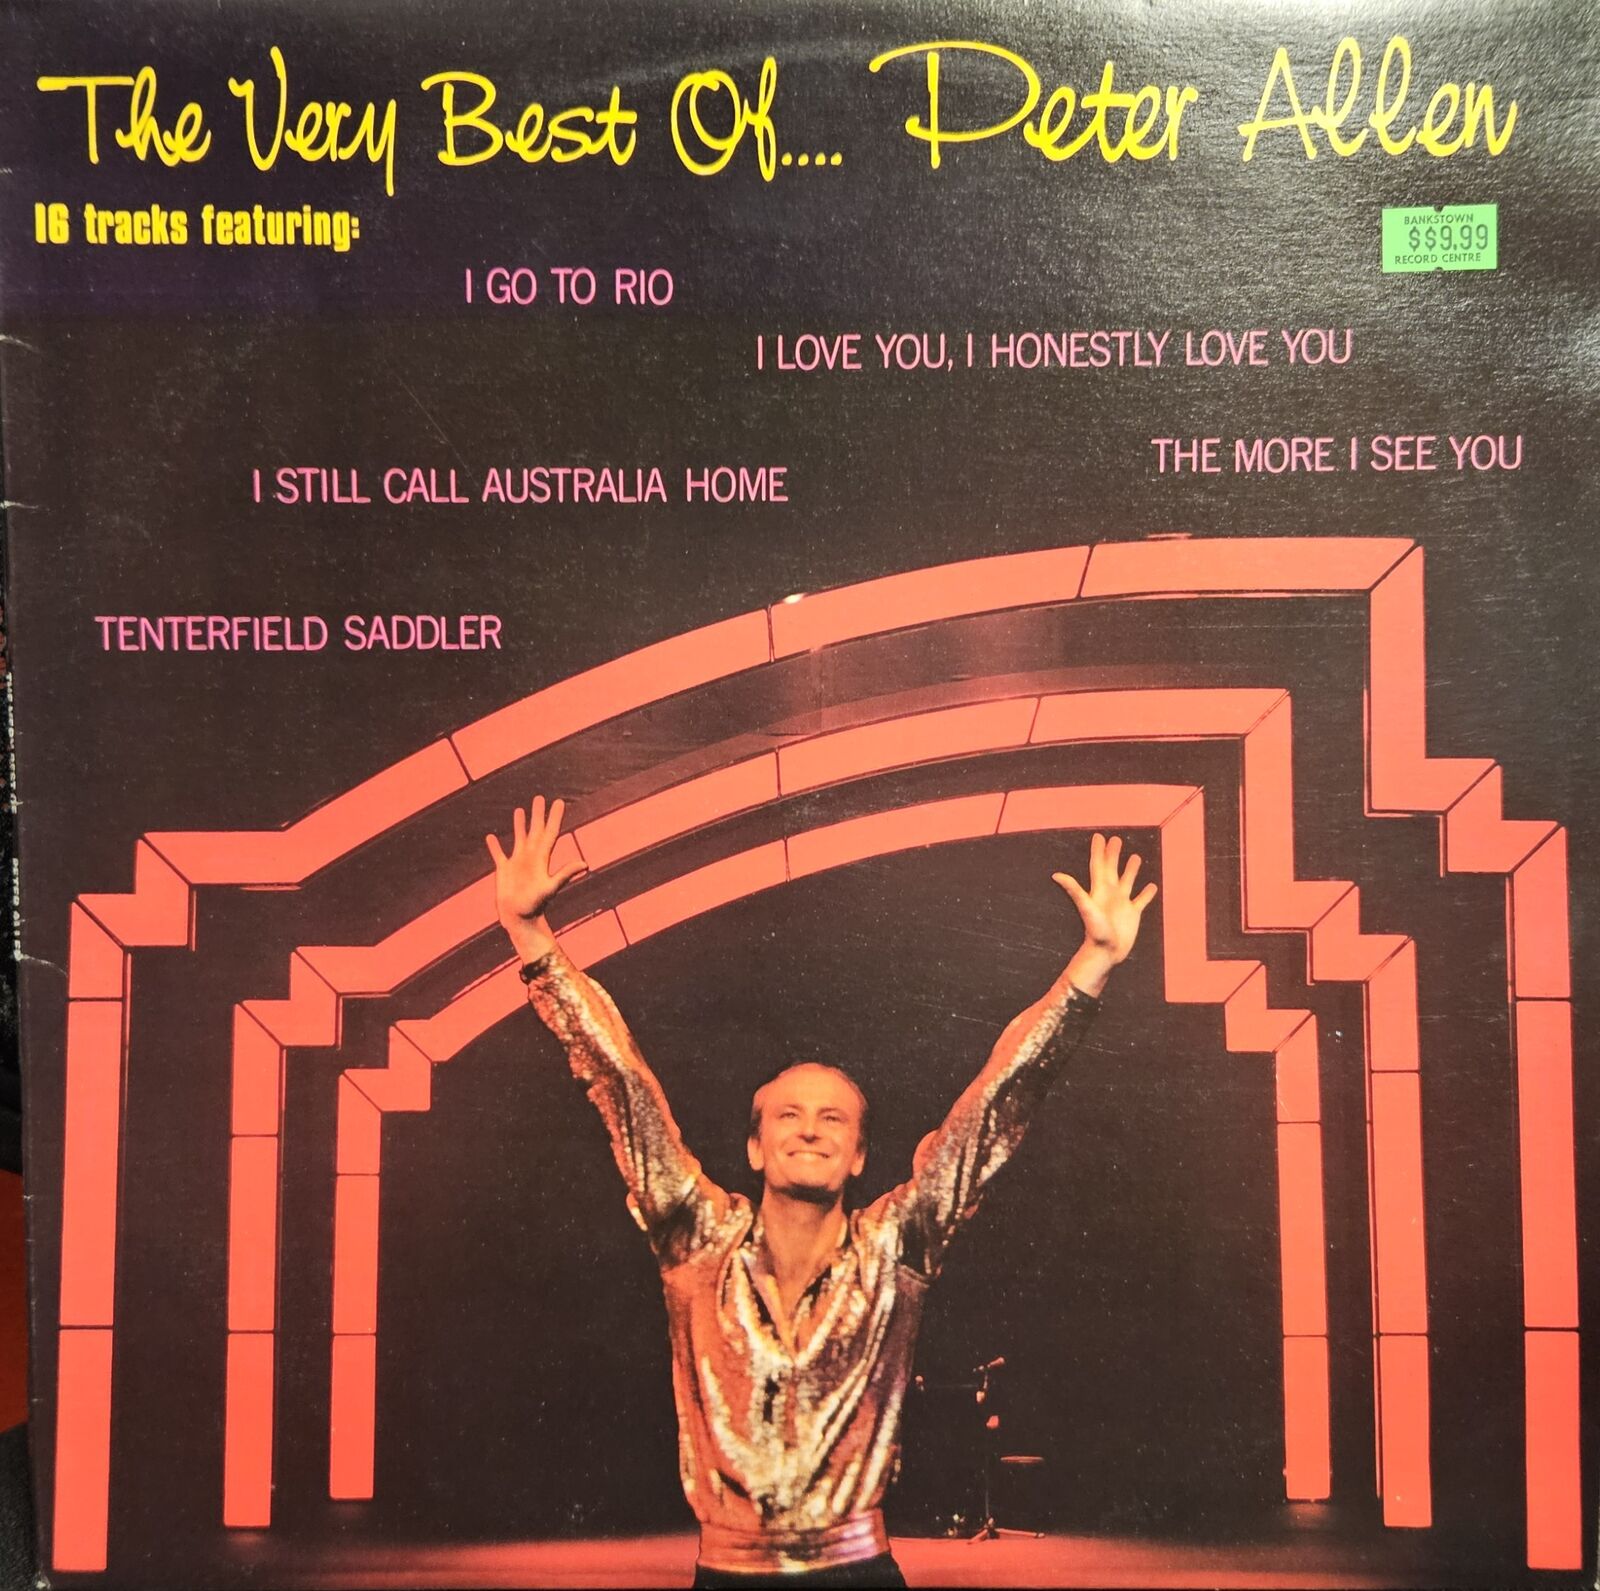 The Very Best Of.... Peter Allen
16 tracks featuring:
BANKSTOWN
$$9.99
RECORD CENTRE
I GO TO RIO
I LOVE YOU, I HONESTLY LOVE YOU
THE MORE I SEE YOU
I STILL CALL AUSTRALIA HOME
TENTERFIELD SADDLER